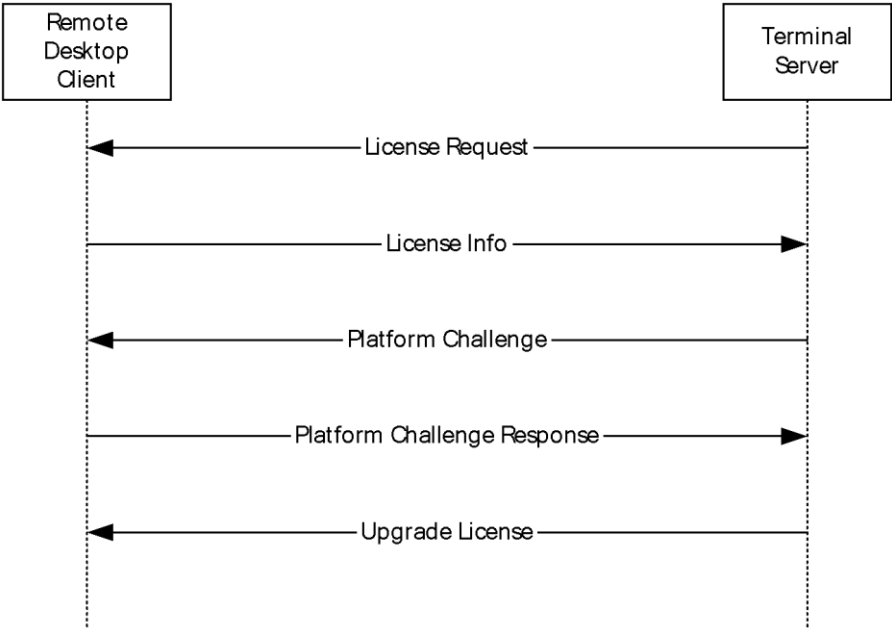 Remote
Desktop
Client
Terminal
Server
License Request
License Info
Platform Challenge
Platform Challenge Response
Upgrade License